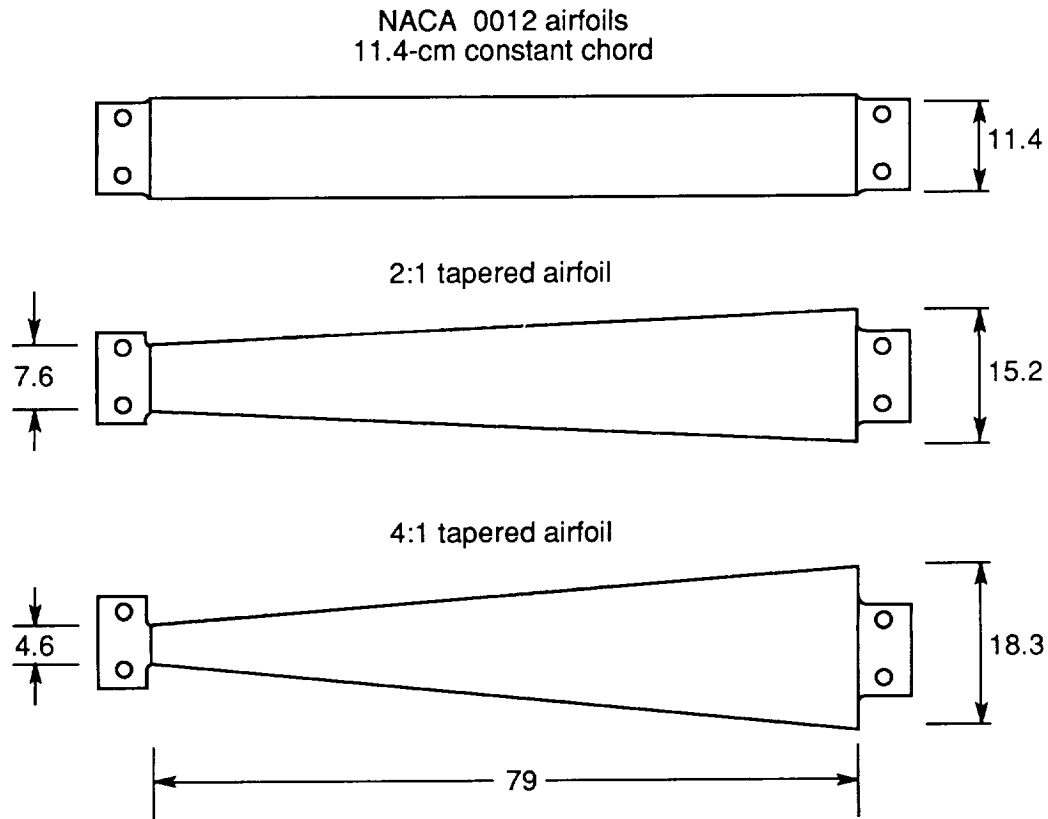 NACA 0012 airfoils
11.4-cm constant chord
11.4
2:1 tapered airfoil
7.6
15.2
4:1 tapered airfoil
4.6
18.3
79